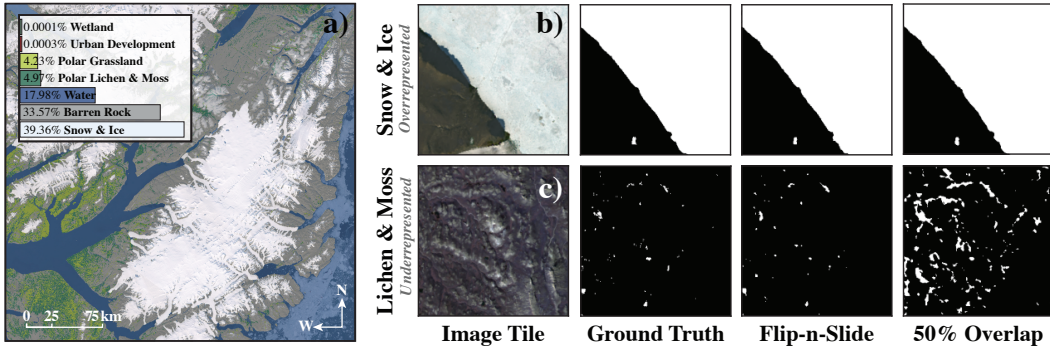 a)
0.0001% Wetland
0.0003% Urban Development
4.23% Polar Grassland
4.97% Polar Lichen & Moss
17.98% Water
33.57% Barren Rock
39.36% Snow & Ice
0 25 75 km
N
W
Snow & Ice
Overrepresented
b)
Lichen & Moss
Underrepresented
c)
Image Tile Ground Truth Flip-n-Slide 50% Overlap